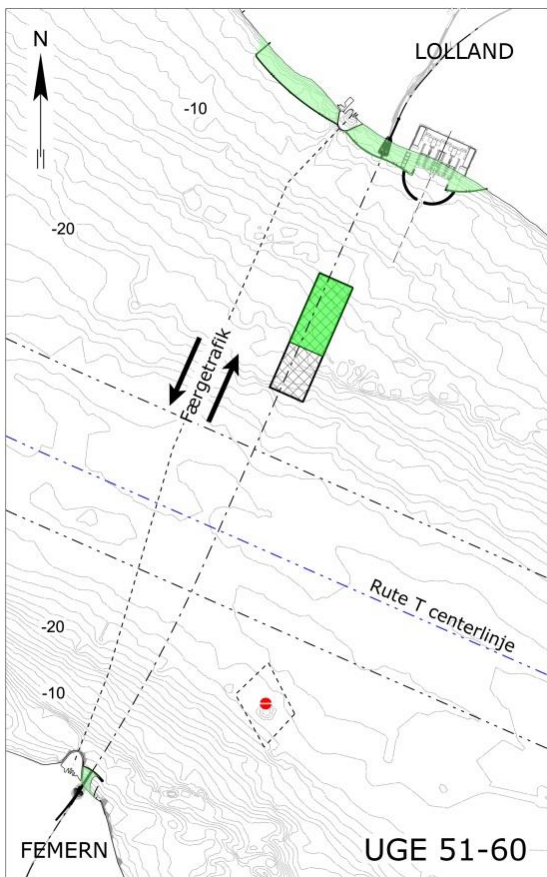 N
LOLLAND
-10
-20
Færgetrafik
Rute T centerlinje
-20
-10
FEMERN
UGE 51-60